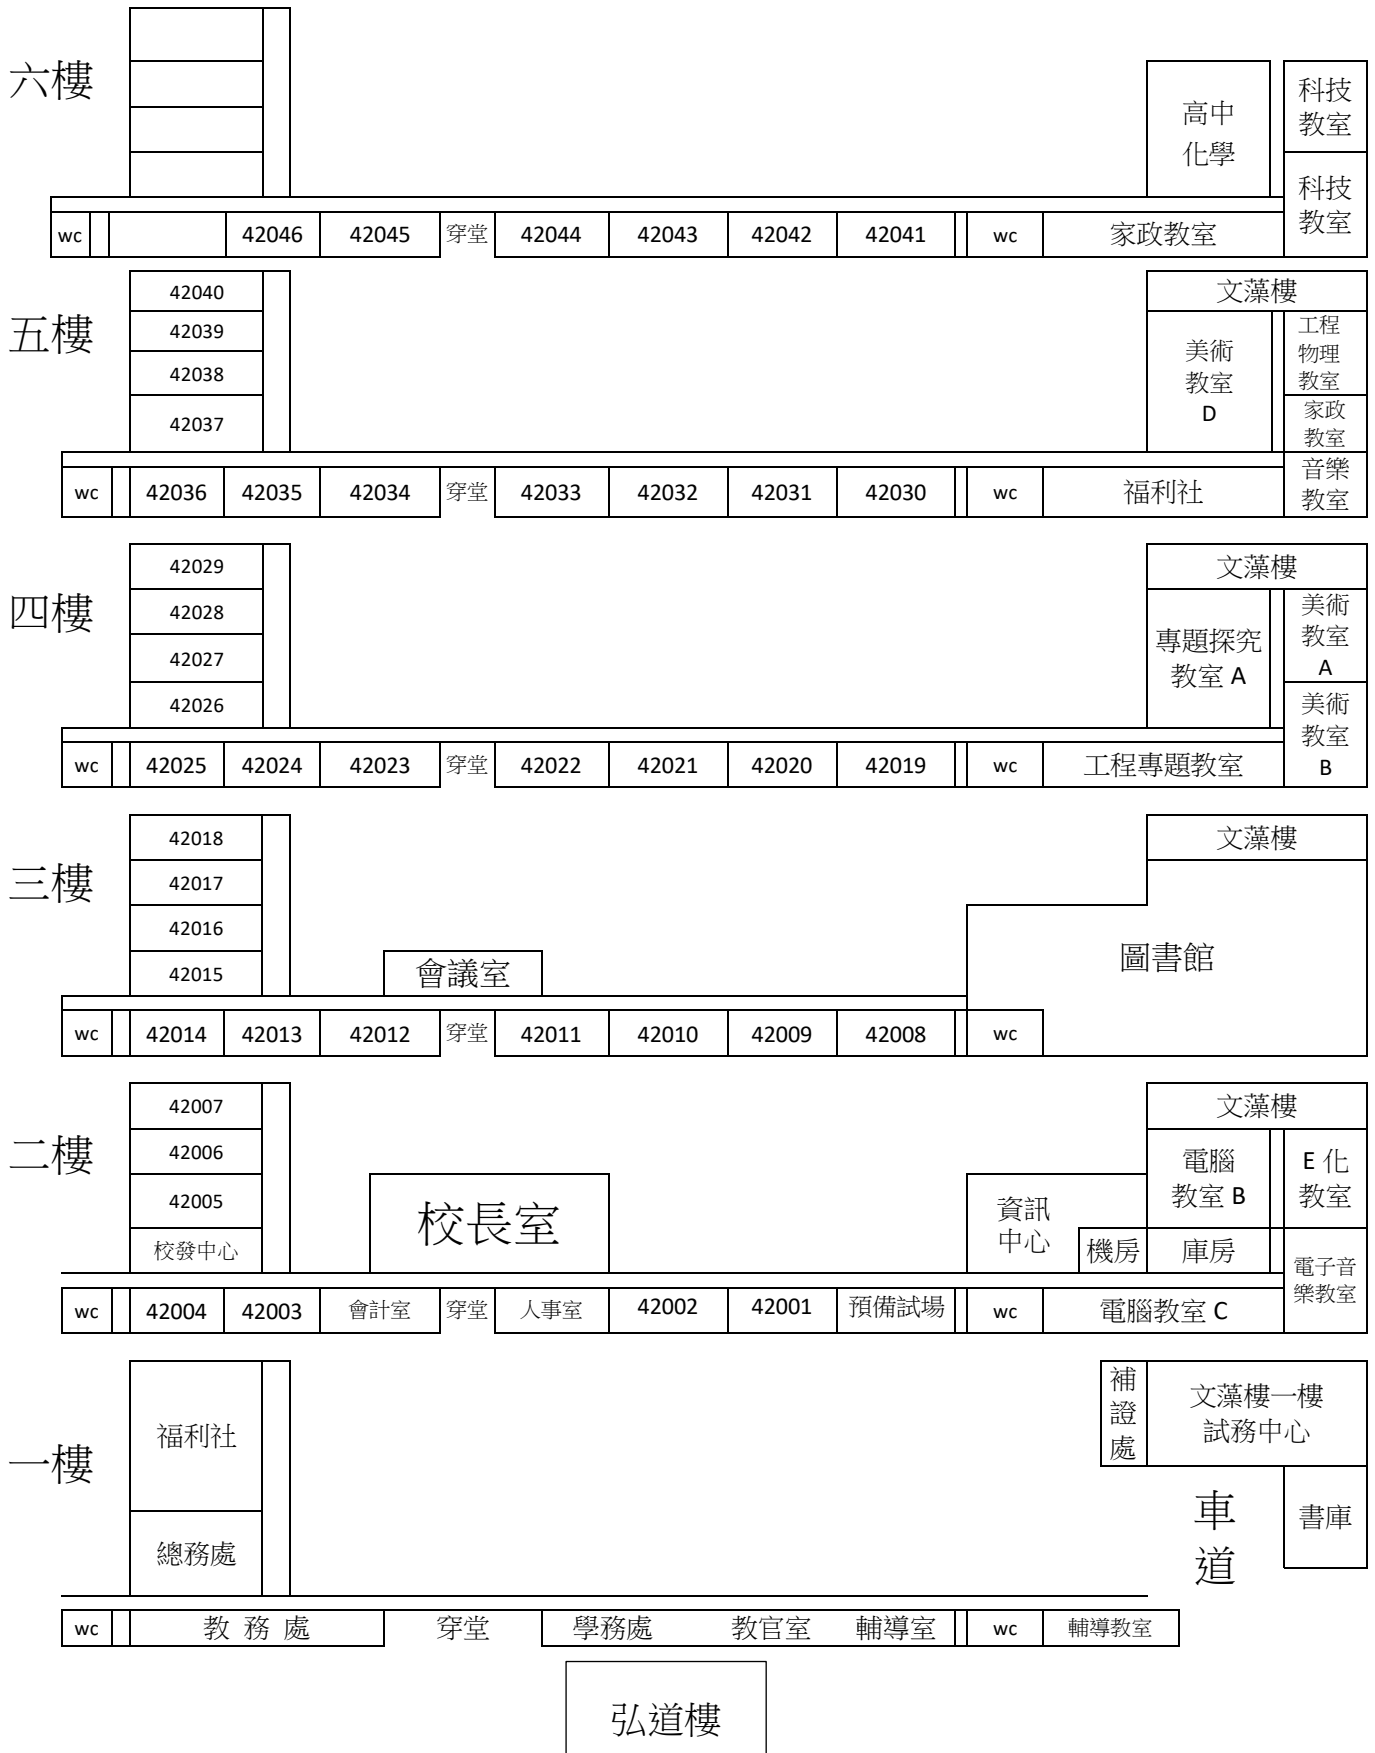 六樓
高中
化學
科技
教室
科技
教室
wc
42046
42045
穿堂
42044
42043
42042
42041
wc
家政教室
五樓
42040
42039
42038
42037
文藻樓
美術
教室
D
工程
物理
教室
家政
教室
音樂
教室
wc
42036
42035
42034
穿堂
42033
42032
42031
42030
wc
福利社
四樓
42029
42028
42027
42026
文藻樓
專題探究
教室 A
美術
教室
A
美術
教室
B
wc
42025
42024
42023
穿堂
42022
42021
42020
42019
wc
工程專題教室
三樓
42018
42017
42016
42015
會議室
文藻樓
圖書館
wc
42014
42013
42012
穿堂
42011
42010
42009
42008
wc
二樓
42007
42006
42005
校發中心
校長室
資訊
中心
機房
文藻樓
電腦
教室 B
庫房
E 化
教室
電子音
樂教室
wc
42004
42003
會計室
穿堂
人事室
42002
42001
預備試場
wc
電腦教室 C
一樓
福利社
總務處
補
證
處
文藻樓一樓
試務中心
車
道
書庫
wc
教 務 處
穿堂
學務處
教官室
輔導室
wc
輔導教室
弘道樓